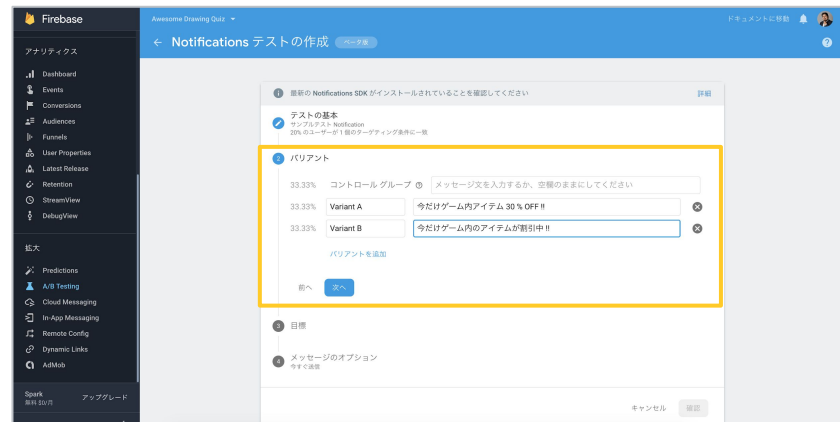 Firebase
Awesome Drawing Quiz
ドキュメントに移動
← Notifications テストの作成 ベータ版
アナリティクス
Dashboard
Events
Conversions
Audiences
Funnels
User Properties
Latest Release
Retention
StreamView
DebugView
拡大
Predictions
A/B Testing
Cloud Messaging
In-App Messaging
Remote Config
Dynamic Links
AdMob
Spark
無料 $0/月
アップグレード
最新の Notifications SDK がインストールされていることを確認してください
詳細
テストの基本
サンプルテスト Notification
20% のユーザーが 1 個のターゲティング条件に一致
2 バリアント
33.33% コントロール グループ メッセージ文を入力するか、空欄のままにしてください
33.33% Variant A 今だけゲーム内アイテム 30 % OFF !!
33.33% Variant B 今だけゲーム内のアイテムが割引中 !!
バリアントを追加
前へ 次へ
3 目標
4 メッセージのオプション
今すぐ送信
キャンセル 確認